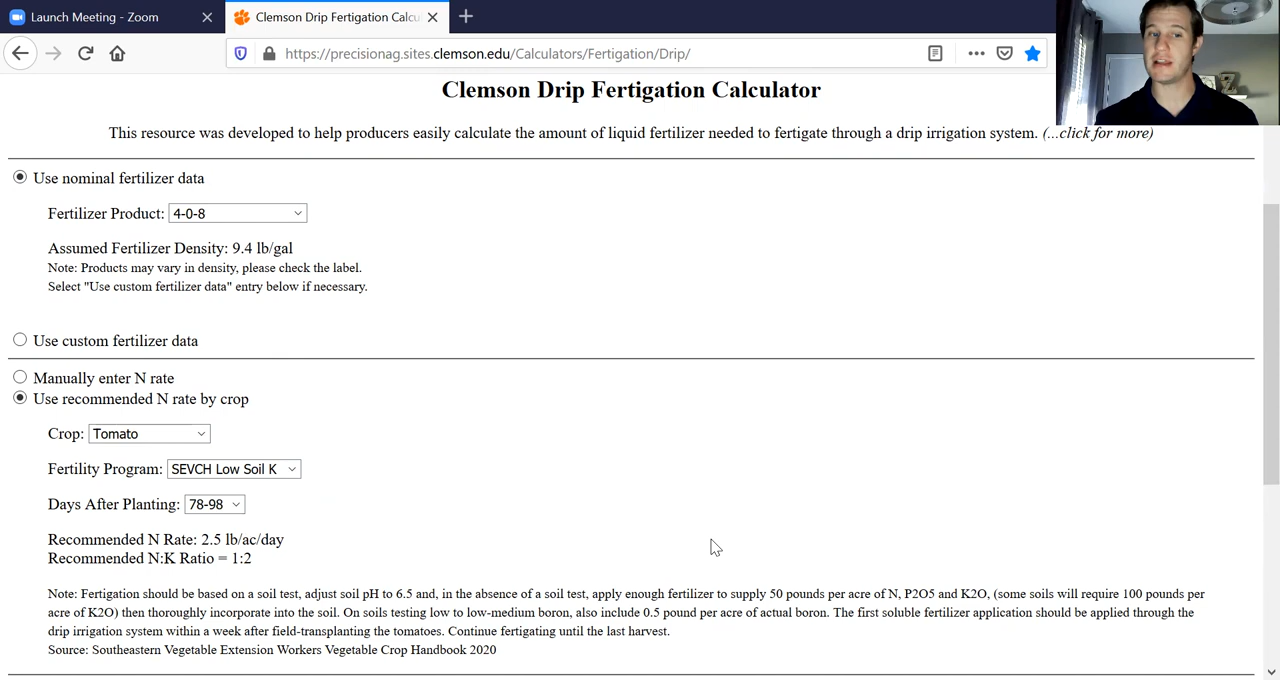 Launch Meeting - Zoom
Clemson Drip Fertigation Calcu
https://precisionag.sites.clemson.edu/Calculators/Fertigation/Drip/
Clemson Drip Fertigation Calculator
This resource was developed to help producers easily calculate the amount of liquid fertilizer needed to fertigate through a drip irrigation system. (...click for more)
Use nominal fertilizer data
Fertilizer Product: 4-0-8
Assumed Fertilizer Density: 9.4 lb/gal
Note: Products may vary in density, please check the label.
Select "Use custom fertilizer data" entry below if necessary.
Use custom fertilizer data
Manually enter N rate
Use recommended N rate by crop
Crop: Tomato
Fertility Program: SEVCH Low Soil K
Days After Planting: 78-98
Recommended N Rate: 2.5 lb/ac/day
Recommended N:K Ratio = 1:2
Note: Fertigation should be based on a soil test, adjust soil pH to 6.5 and, in the absence of a soil test, apply enough fertilizer to supply 50 pounds per acre of N, P2O5 and K2O, (some soils will require 100 pounds per
acre of K2O) then thoroughly incorporate into the soil. On soils testing low to low-medium boron, also include 0.5 pound per acre of actual boron. The first soluble fertilizer application should be applied through the
drip irrigation system within a week after field-transplanting the tomatoes. Continue fertigating until the last harvest.
Source: Southeastern Vegetable Extension Workers Vegetable Crop Handbook 2020